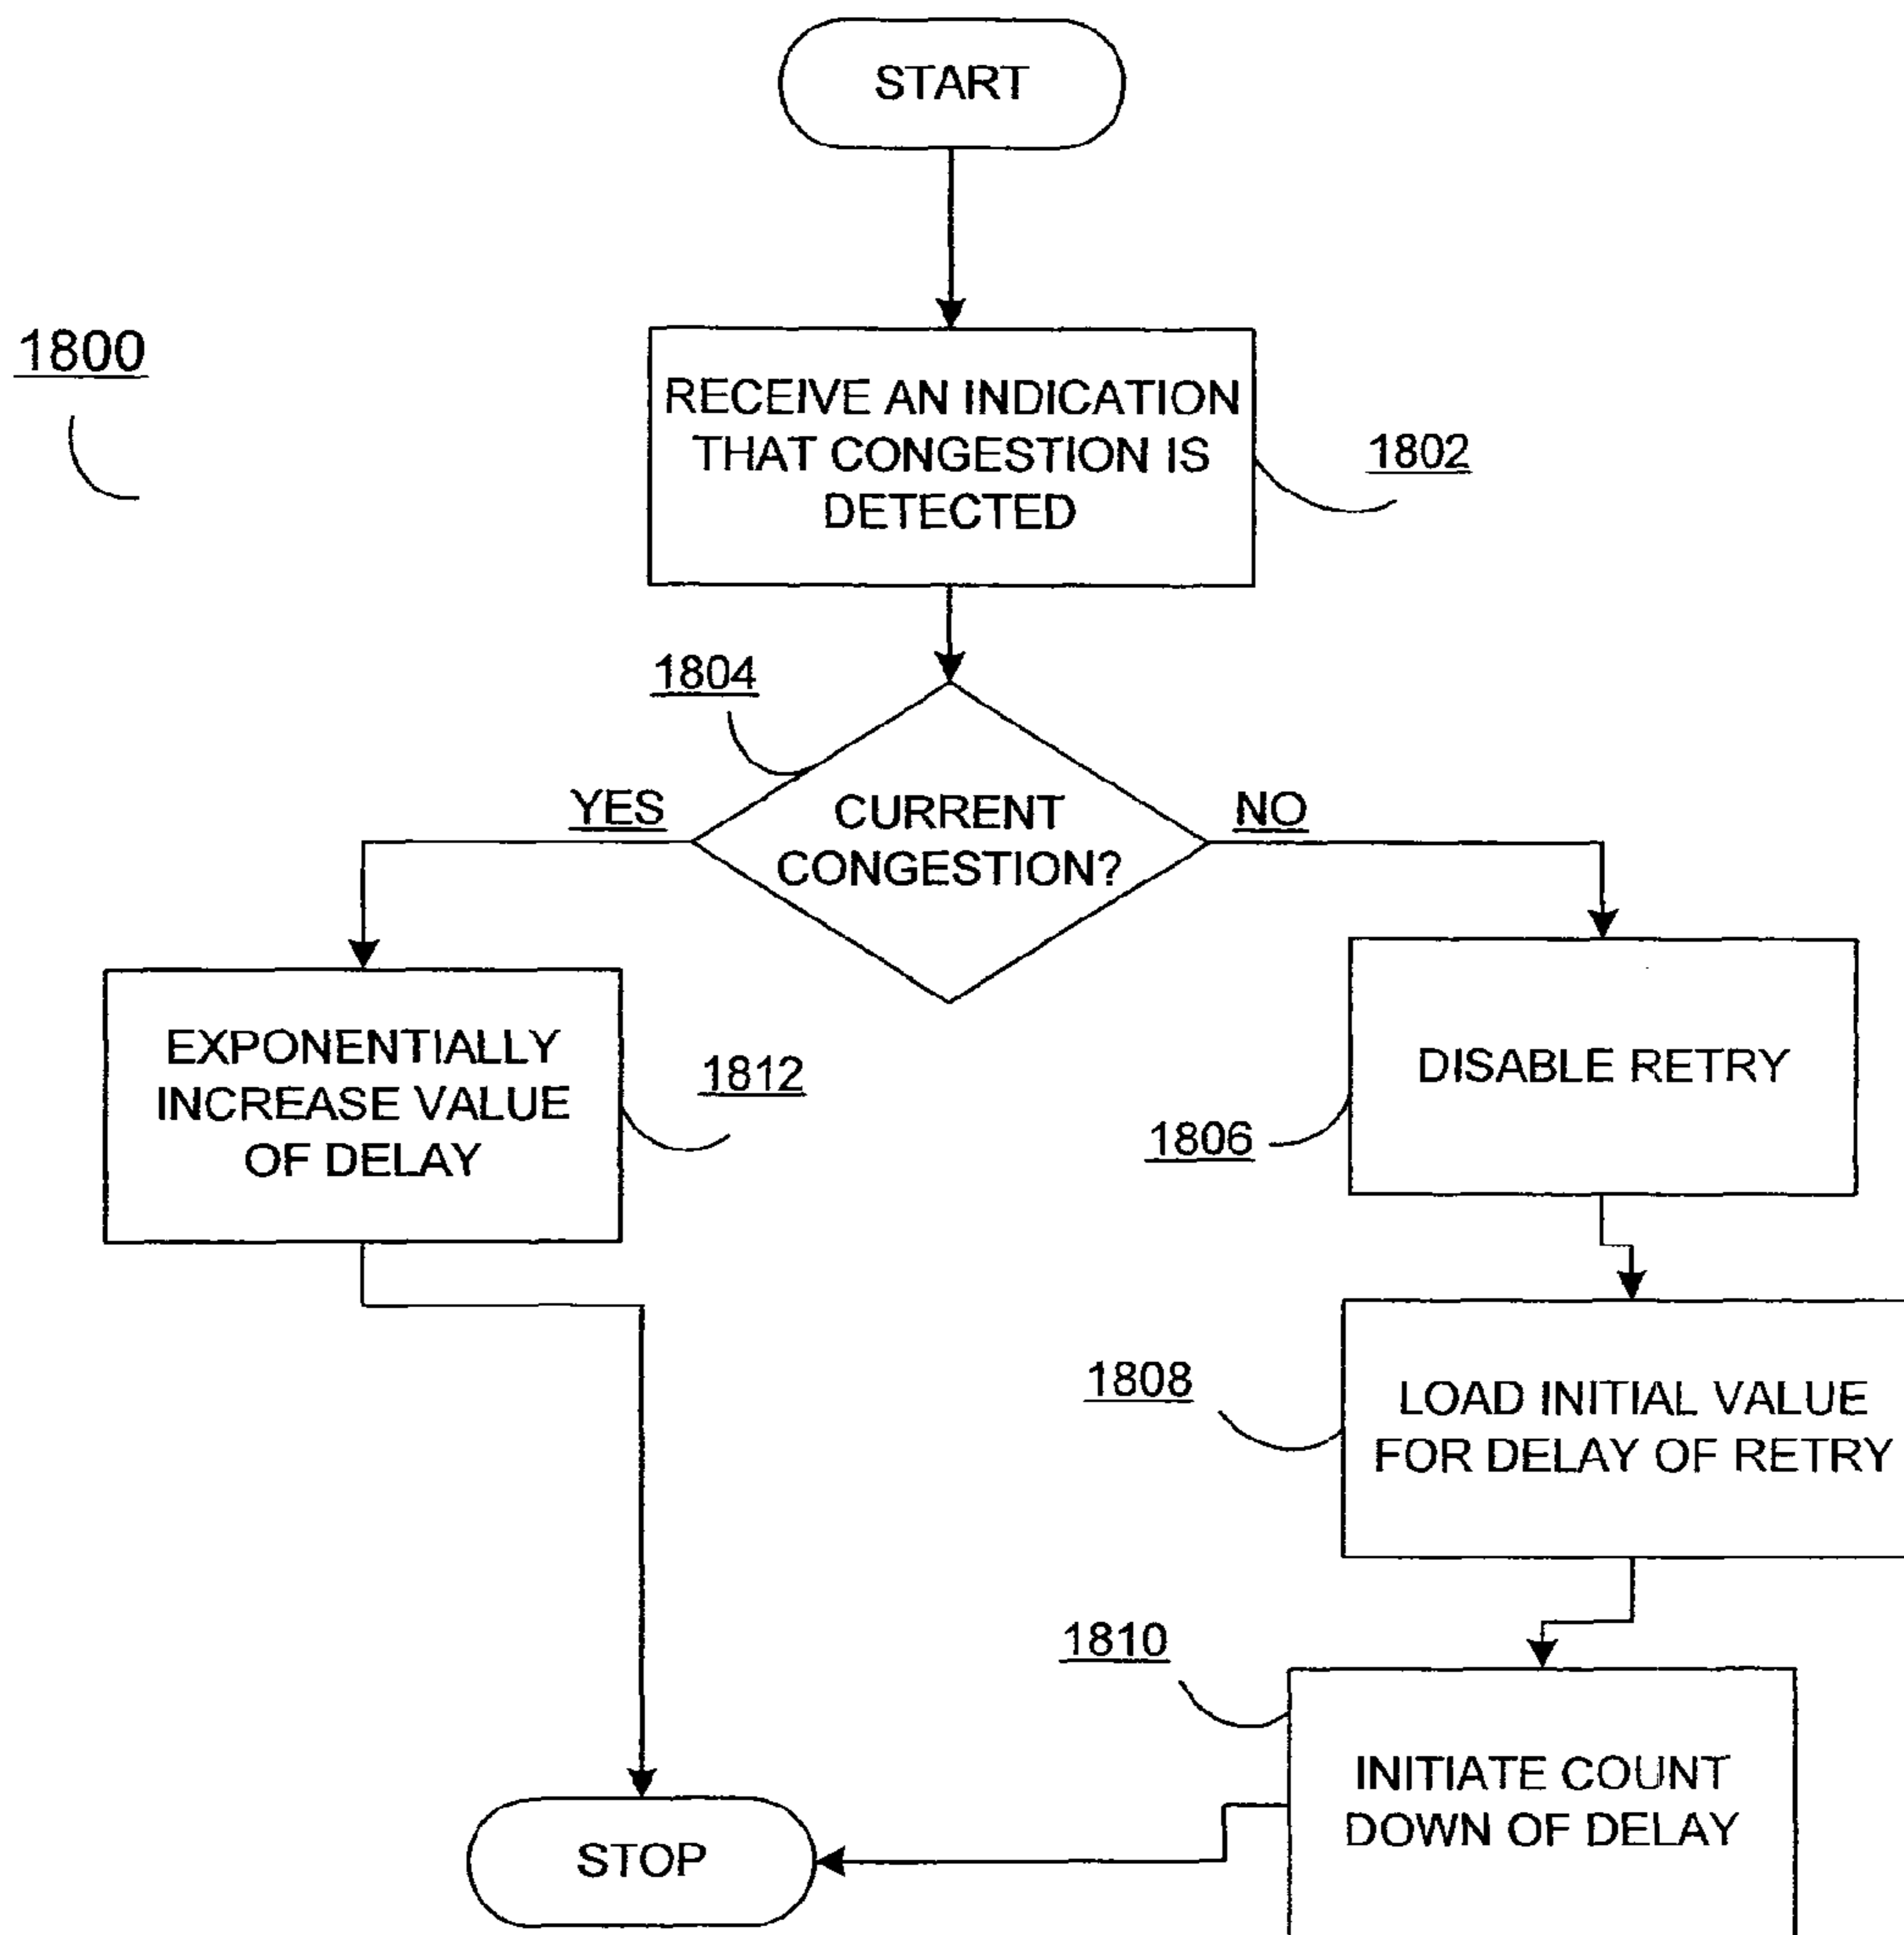 START
1800
RECEIVE AN INDICATION
THAT CONGESTION IS
DETECTED
1802
1804
YES
CURRENT
CONGESTION?
NO
EXPONENTIALLY
INCREASE VALUE
OF DELAY
1812
DISABLE RETRY
1806
1808
LOAD INITIAL VALUE
FOR DELAY OF RETRY
1810
INITIATE COUNT
DOWN OF DELAY
STOP